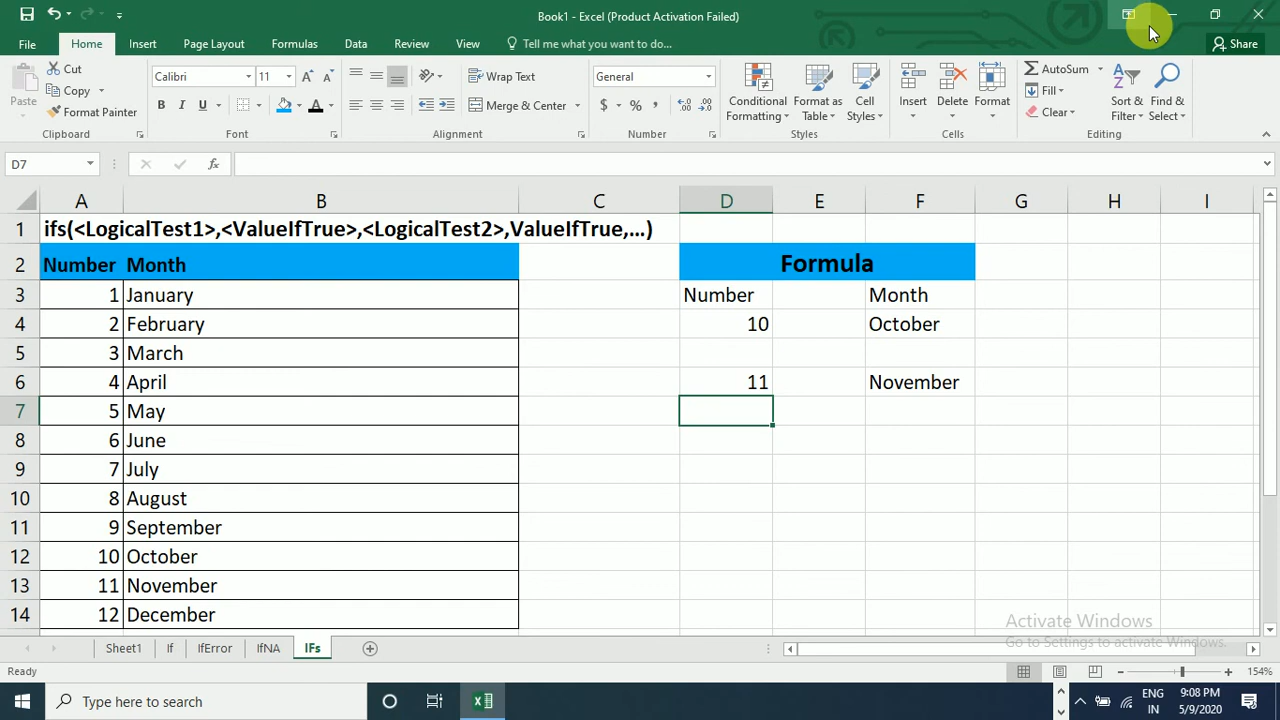 Book1 - Excel (Product Activation Failed)
File Home Insert Page Layout Formulas Data Review View Tell me what you want to do... Share
Paste Cut Copy Format Painter Clipboard
Calibri 11 B I U A Font
Wrap Text Merge & Center Alignment
General $ % , Number
Conditional Formatting Format as Table Cell Styles Styles
Insert Delete Format Cells
AutoSum Fill Clear Sort & Filter Find & Select Editing
D7 fx
A B C D E F G H I
1 ifs(<LogicalTest1>,<ValueIfTrue>,<LogicalTest2>,ValueIfTrue,...)
2 Number Month Formula
3 1 January Number Month
4 2 February 10 October
5 3 March
6 4 April 11 November
7 5 May
8 6 June
9 7 July
10 8 August
11 9 September
12 10 October
13 11 November
14 12 December
Activate Windows
Go to Settings to activate Windows.
Sheet1 If IfError IfNA IFs
Ready 154%
Type here to search ENG IN 9:08 PM 5/9/2020